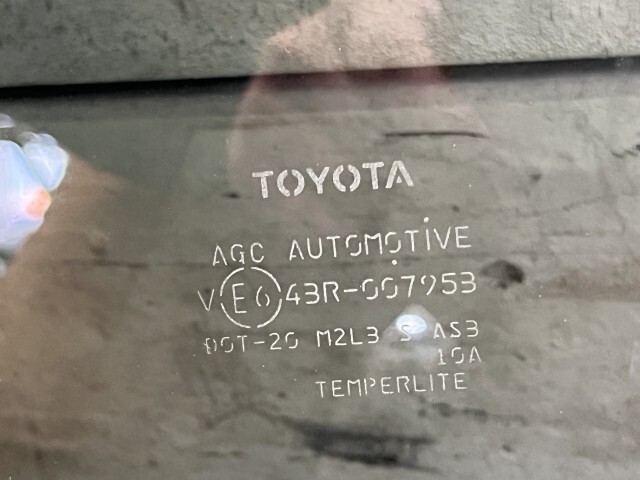 TOYOTA
AGC AUTOMOTIVE
V E6 43R-007953
DOT-20 M2L3 S AS3
10A
TEMPERLITE